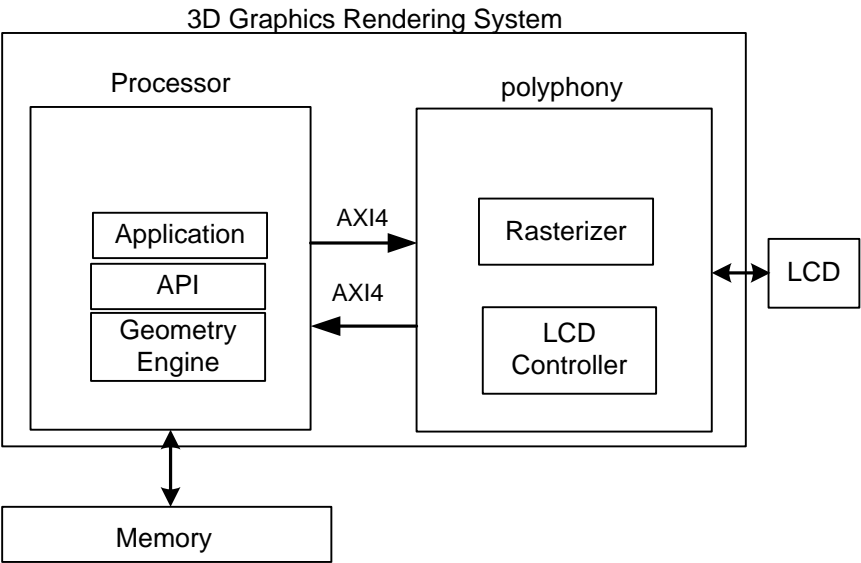 3D Graphics Rendering System
Processor
polyphony
Application
API
Geometry
Engine
AXI4
AXI4
Rasterizer
LCD
Controller
LCD
Memory